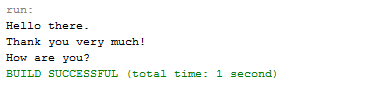 run:
Hello there.
Thank you very much!
How are you?
BUILD SUCCESSFUL (total time: 1 second)